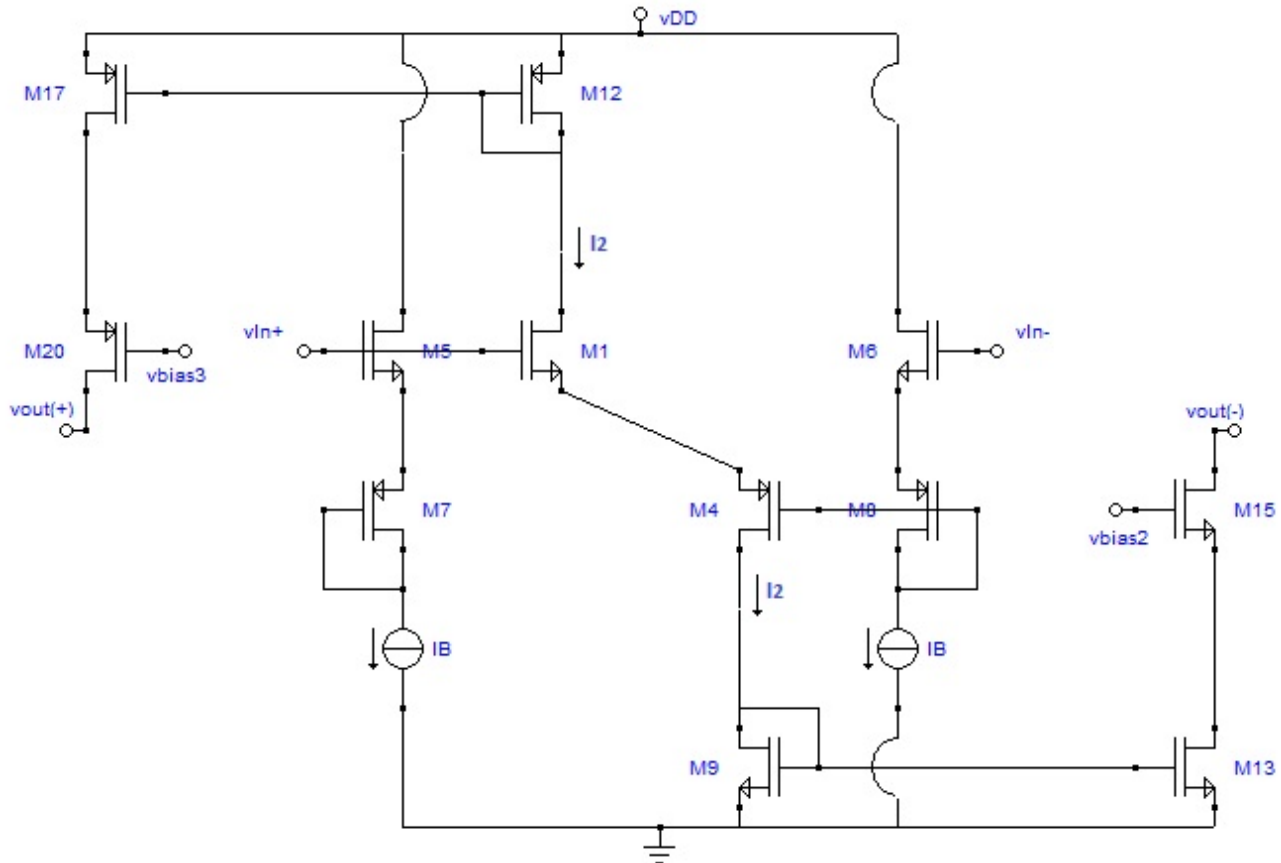 vDD
M17
M12
I2
vIn+
M5
M1
M6
vIn-
M20
vbias3
vout(+)
vout(-)
M7
M4
M8
M15
vbias2
I2
IB
IB
M9
M13